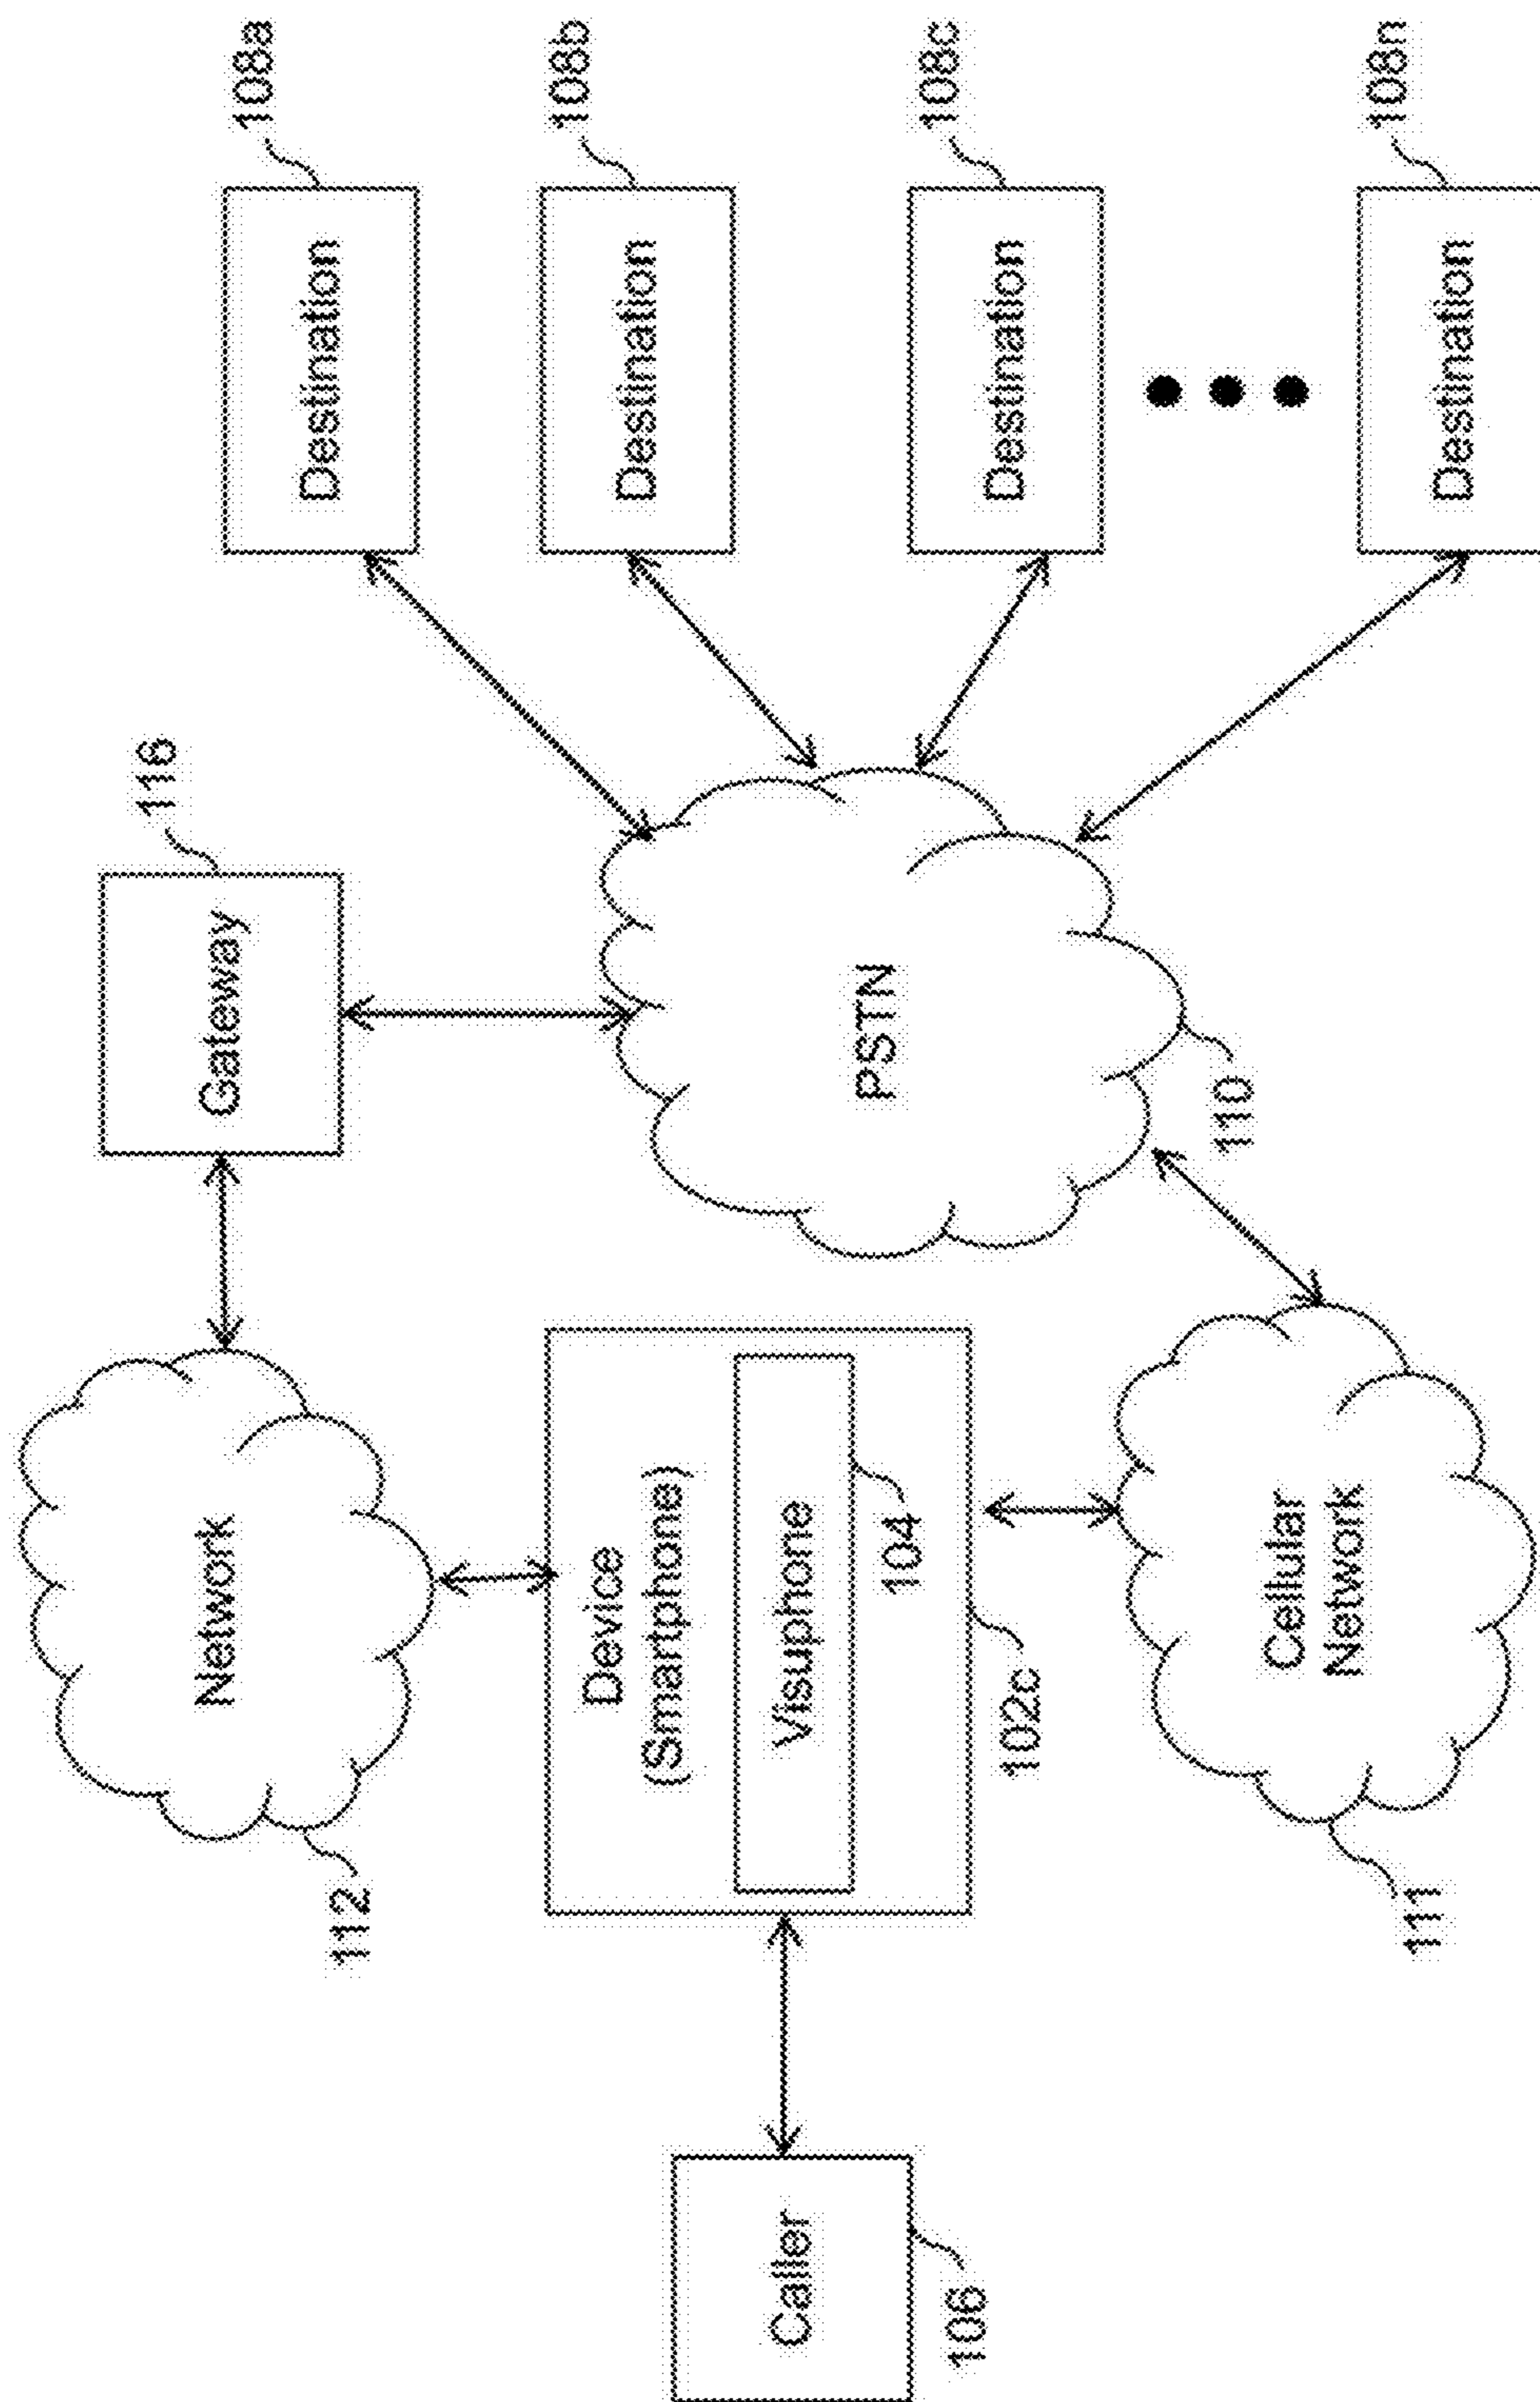 108a
108b
108c
108n
Destination
Destination
Destination
Destination
116
Gateway
PSTN
110
Network
112
Device
(Smartphone)
Visuphone
104
102c
Cellular
Network
111
Caller
106